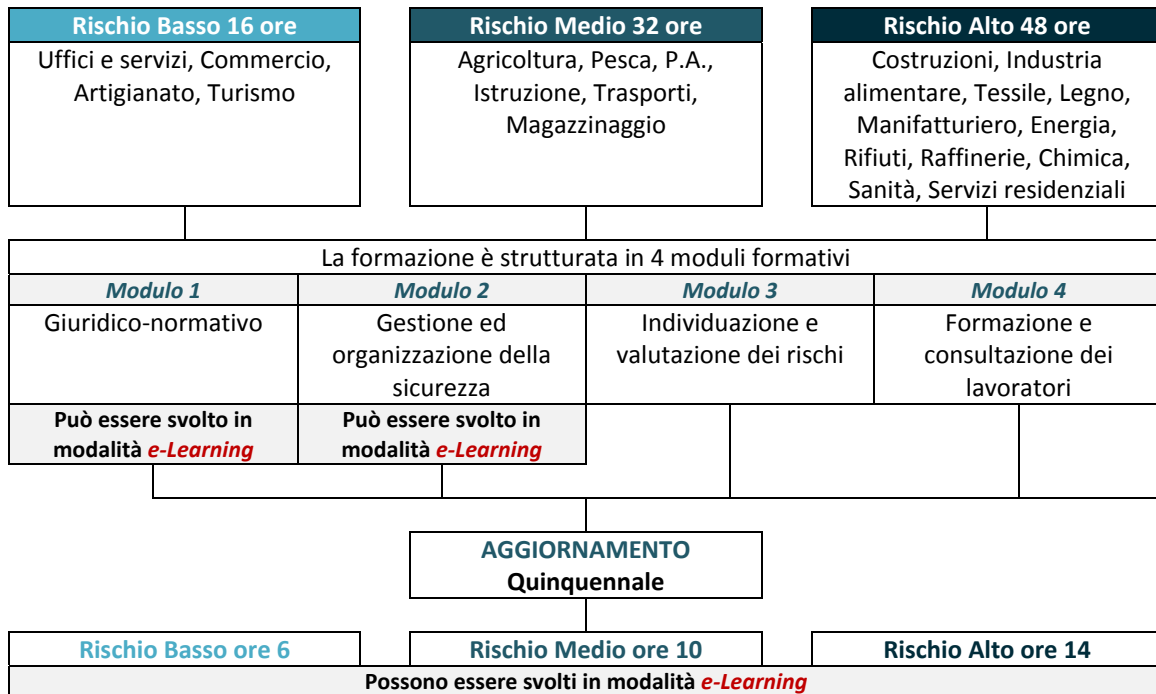 Rischio Basso 16 ore
Uffici e servizi, Commercio,
Artigianato, Turismo
Rischio Medio 32 ore
Agricoltura, Pesca, P.A.,
Istruzione, Trasporti,
Magazzinaggio
Rischio Alto 48 ore
Costruzioni, Industria
alimentare, Tessile, Legno,
Manifatturiero, Energia,
Rifiuti, Raffinerie, Chimica,
Sanità, Servizi residenziali
La formazione è strutturata in 4 moduli formativi
Modulo 1
Giuridico-normativo
Può essere svolto in
modalità e-Learning
Modulo 2
Gestione ed
organizzazione della
sicurezza
Può essere svolto in
modalità e-Learning
Modulo 3
Individuazione e
valutazione dei rischi
Modulo 4
Formazione e
consultazione dei
lavoratori
AGGIORNAMENTO
Quinquennale
Rischio Basso ore 6
Rischio Medio ore 10
Rischio Alto ore 14
Possono essere svolti in modalità e-Learning